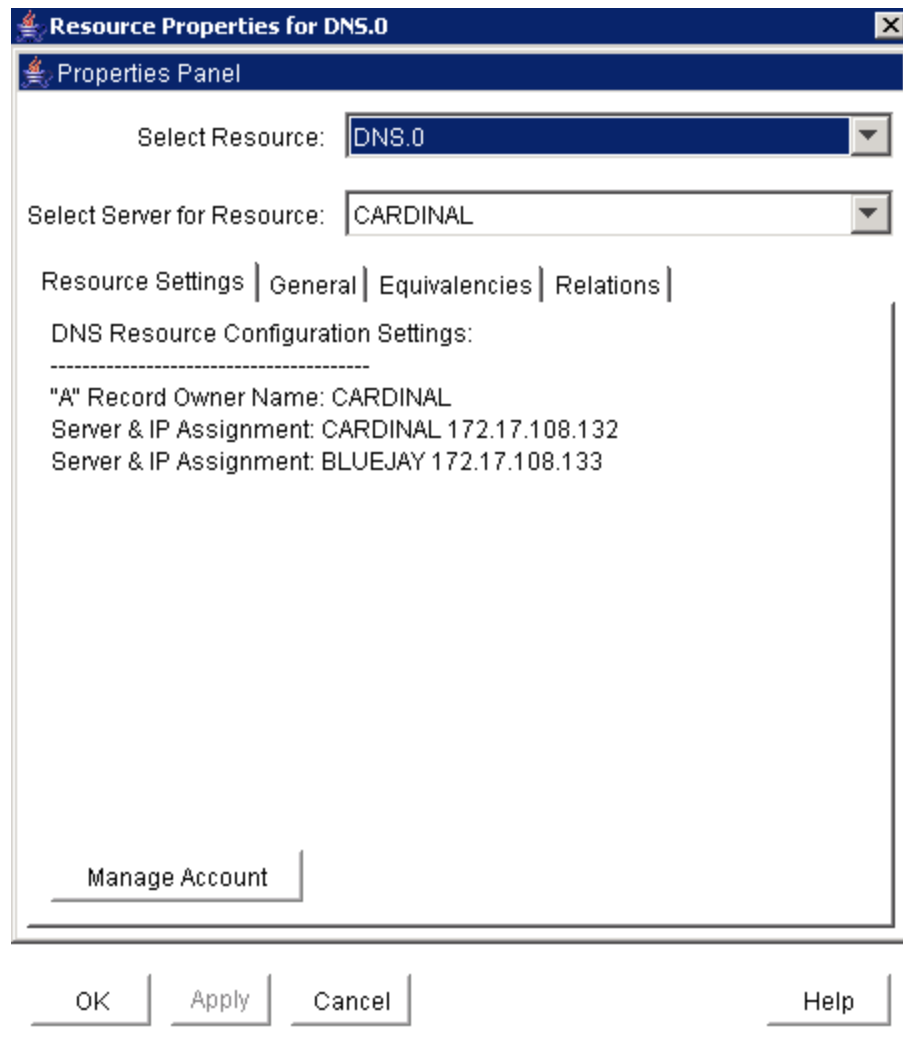 Resource Properties for DNS.0
Properties Panel
Select Resource: DNS.0
Select Server for Resource: CARDINAL
Resource Settings General Equivalencies Relations
DNS Resource Configuration Settings:
----------------------------------------
"A" Record Owner Name: CARDINAL
Server & IP Assignment: CARDINAL 172.17.108.132
Server & IP Assignment: BLUEJAY 172.17.108.133
Manage Account
OK Apply Cancel Help